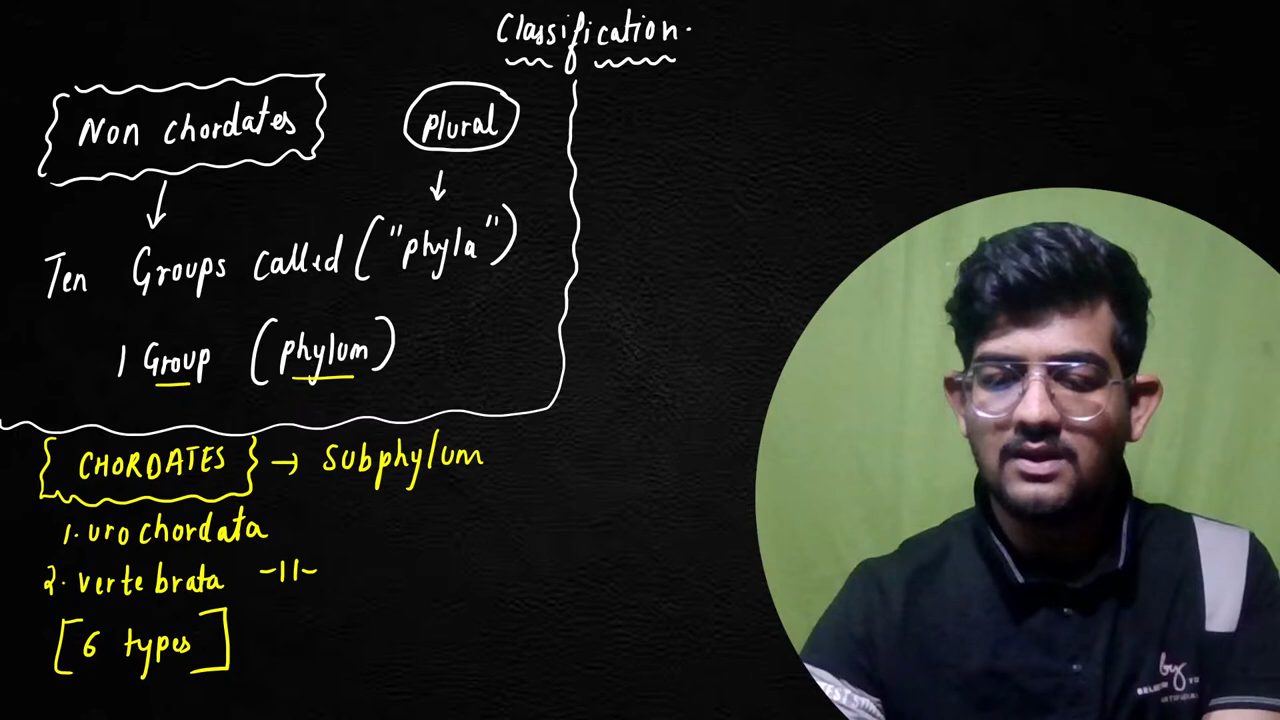 Classification.
Non chordates
plural
Ten Groups called ("phyla")
1 Group (phylum)
CHORDATES → Subphylum
1. uro chordata
2. verte brata -11-
[6 types]
by